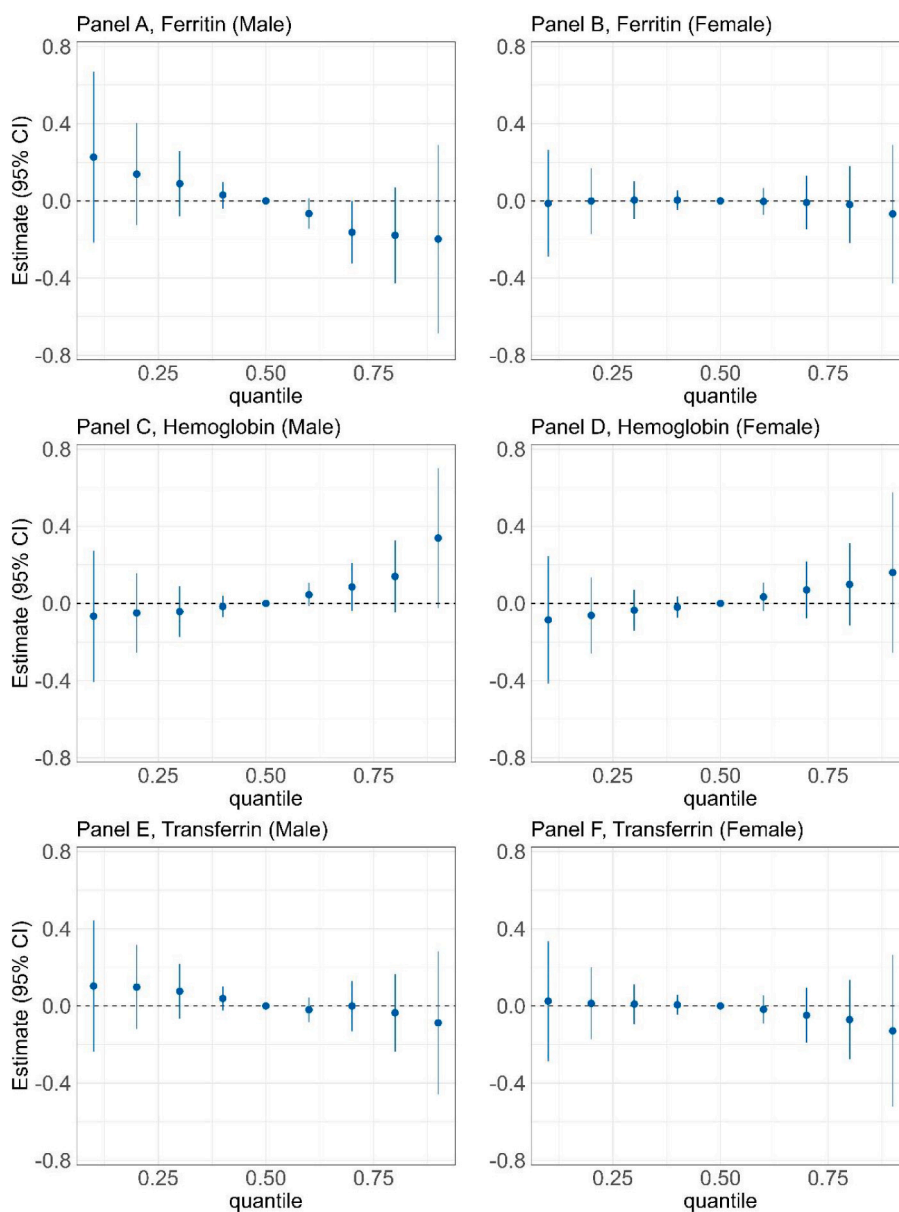 Panel A, Ferritin (Male)
0.8
0.4
0.0
-0.4
-0.8
Estimate (95% CI)
0.25 0.50 0.75
quantile
Panel B, Ferritin (Female)
0.8
0.4
0.0
-0.4
-0.8
0.25 0.50 0.75
quantile
Panel C, Hemoglobin (Male)
0.8
0.4
0.0
-0.4
-0.8
Estimate (95% CI)
0.25 0.50 0.75
quantile
Panel D, Hemoglobin (Female)
0.8
0.4
0.0
-0.4
-0.8
0.25 0.50 0.75
quantile
Panel E, Transferrin (Male)
0.8
0.4
0.0
-0.4
-0.8
Estimate (95% CI)
0.25 0.50 0.75
quantile
Panel F, Transferrin (Female)
0.8
0.4
0.0
-0.4
-0.8
0.25 0.50 0.75
quantile